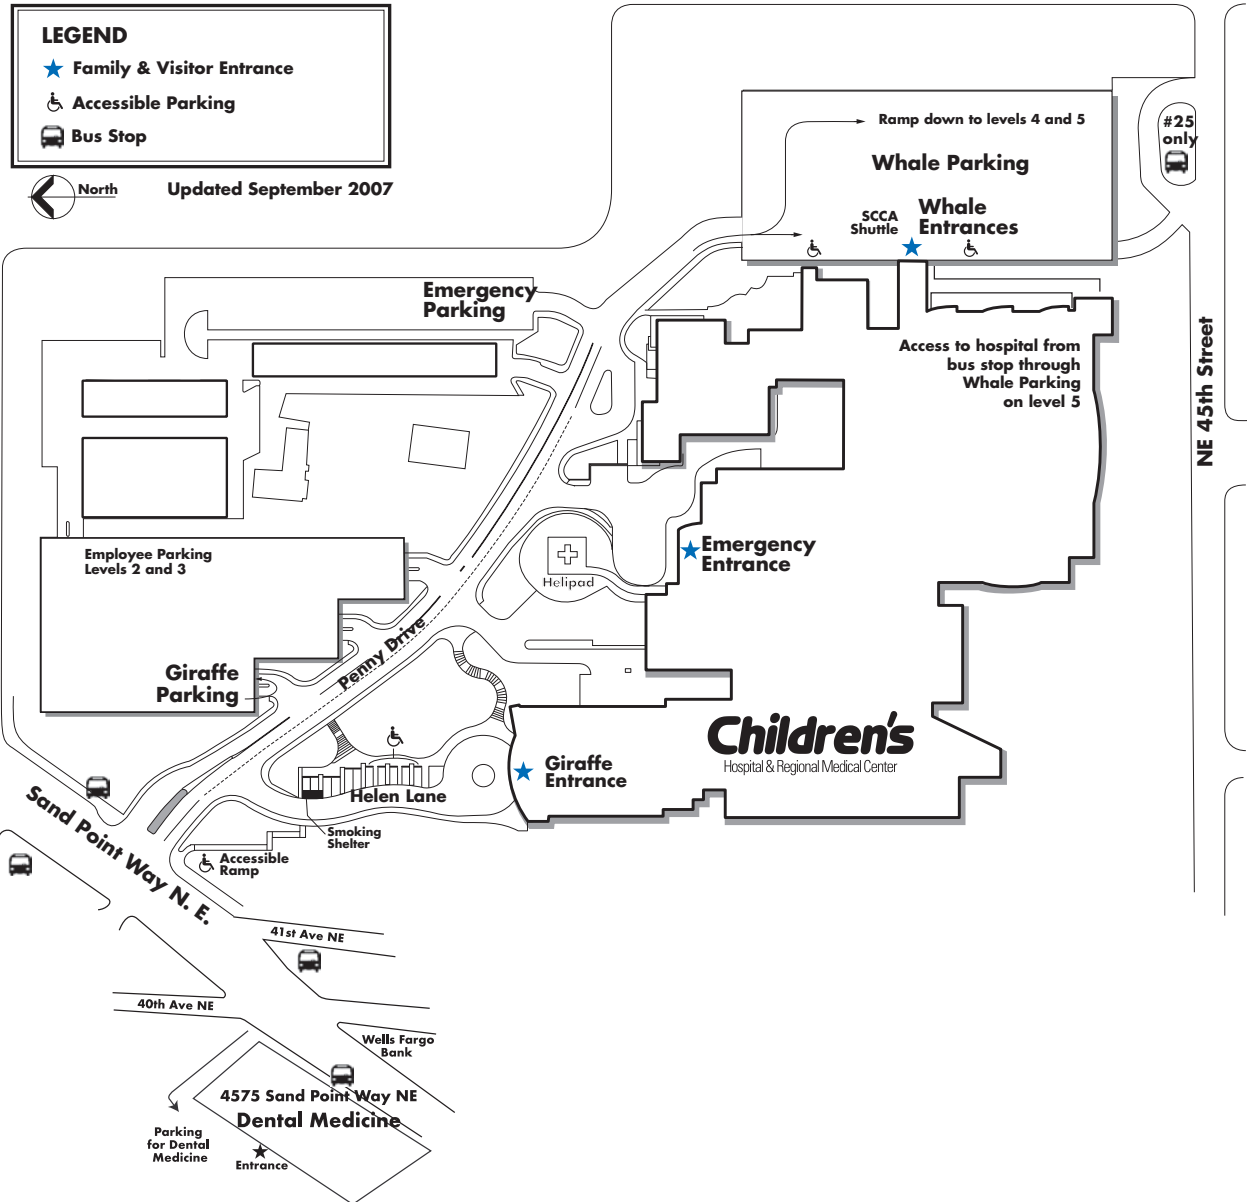 LEGEND
Family & Visitor Entrance
Accessible Parking
Bus Stop
North
Updated September 2007
Ramp down to levels 4 and 5
Whale Parking
#25
only
SCCA
Shuttle
Whale
Entrances
Emergency
Parking
Access to hospital from
bus stop through
Whale Parking
on level 5
NE 45th Street
Employee Parking
Levels 2 and 3
Helipad
Emergency
Entrance
Penny Drive
Giraffe
Parking
Children's
Hospital & Regional Medical Center
Giraffe
Entrance
Helen Lane
Smoking
Shelter
Accessible
Ramp
Sand Point Way N. E.
41st Ave NE
40th Ave NE
Wells Fargo
Bank
4575 Sand Point Way NE
Dental Medicine
Parking
for Dental
Medicine
Entrance